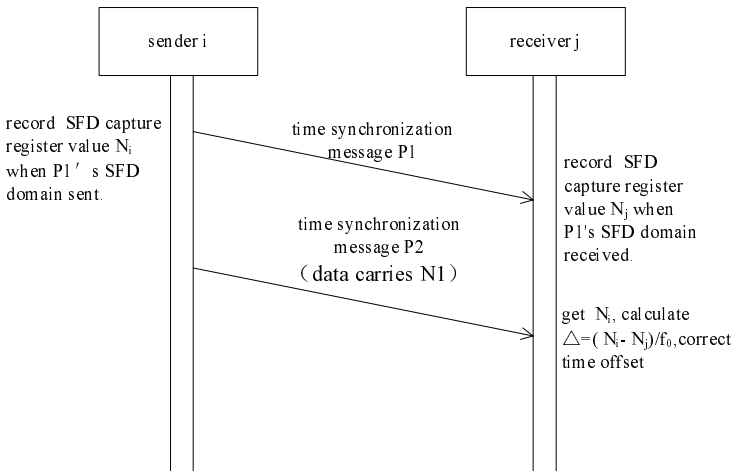 sender i
receiver j
record SFD capture
register value Ni
when P1′s SFD
domain sent.
time synchronization
message P1
record SFD
capture register
value Nj when
P1's SFD domain
received.
time synchronization
message P2
（data carries N1）
get Ni, calculate
△=( Ni- Nj)/f0,correct
time offset